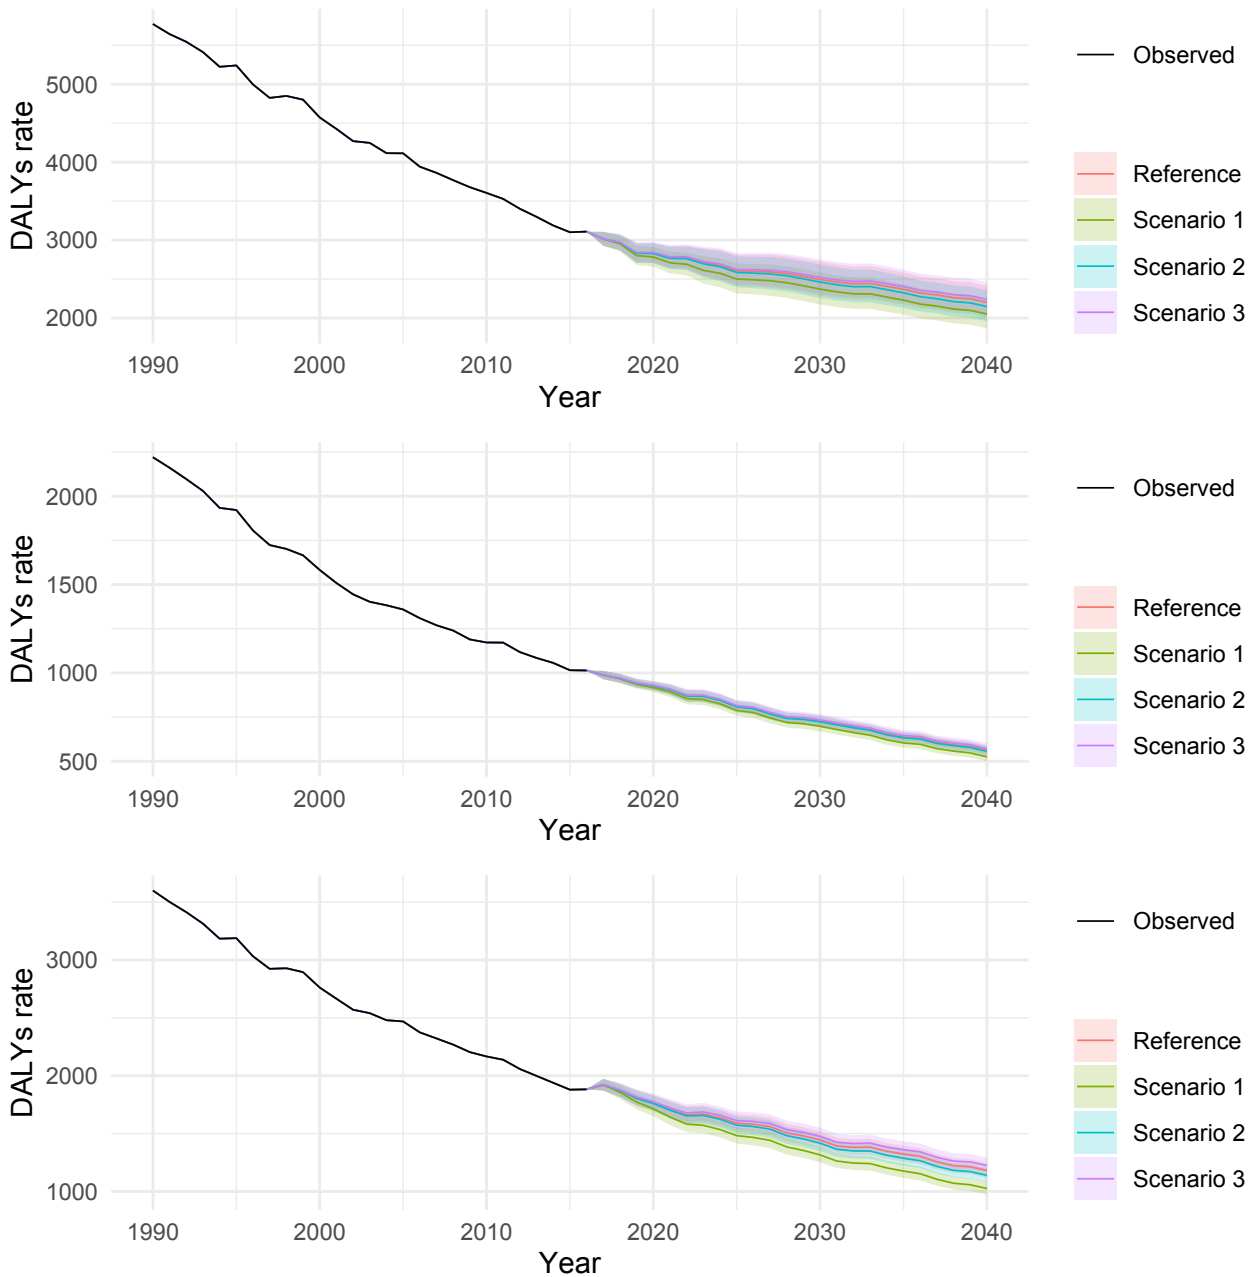 DALYs rate
5000
4000
3000
2000
1990 2000 2010 2020 2030 2040
Year
Observed
Reference
Scenario 1
Scenario 2
Scenario 3
DALYs rate
2000
1500
1000
500
1990 2000 2010 2020 2030 2040
Year
Observed
Reference
Scenario 1
Scenario 2
Scenario 3
DALYs rate
3000
2000
1000
1990 2000 2010 2020 2030 2040
Year
Observed
Reference
Scenario 1
Scenario 2
Scenario 3